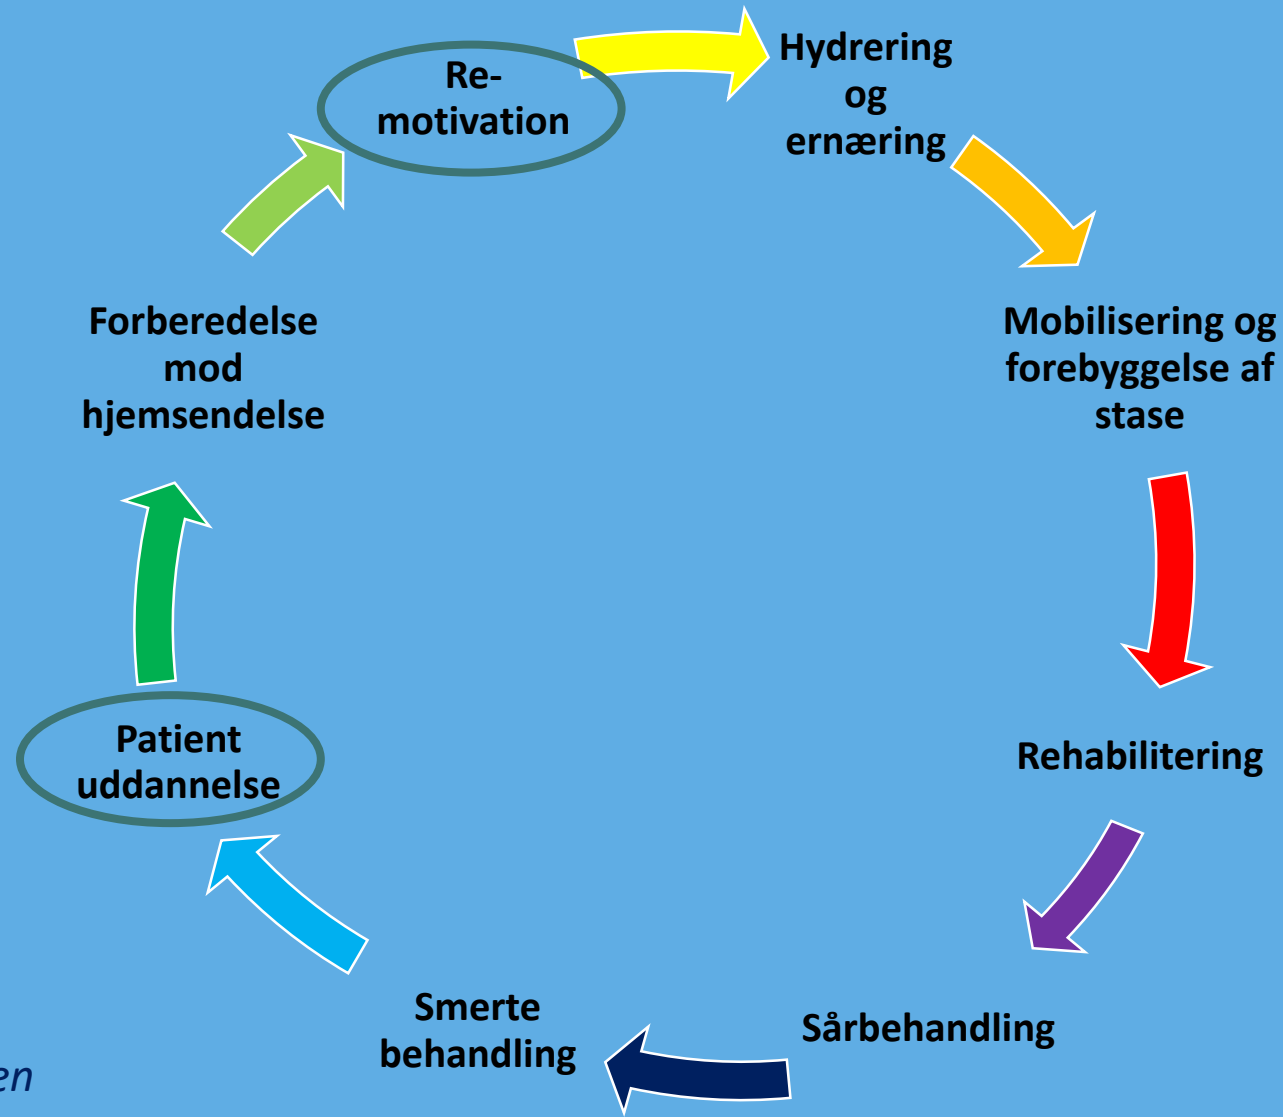 Re-
motivation
Hydrering
og
ernæring
Mobilisering og
forebyggelse af
stase
Rehabilitering
Sårbehandling
Smerte
behandling
Patient
uddannelse
Forberedelse
mod
hjemsendelse
en